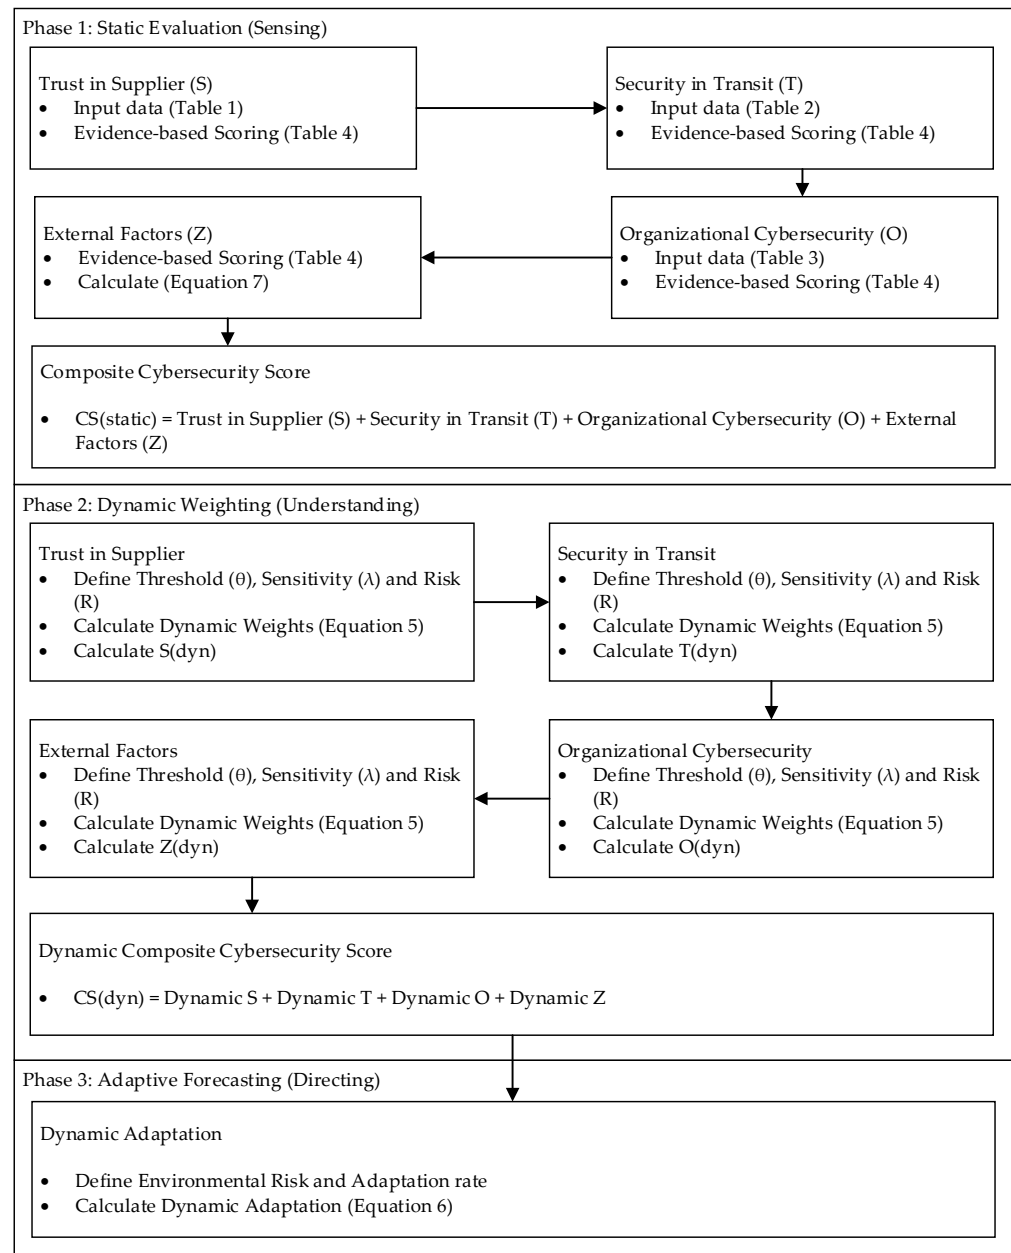 Phase 1: Static Evaluation (Sensing)
Trust in Supplier (S)
• Input data (Table 1)
• Evidence-based Scoring (Table 4)
Security in Transit (T)
• Input data (Table 2)
• Evidence-based Scoring (Table 4)
External Factors (Z)
• Evidence-based Scoring (Table 4)
• Calculate (Equation 7)
Organizational Cybersecurity (O)
• Input data (Table 3)
• Evidence-based Scoring (Table 4)
Composite Cybersecurity Score
• CS(static) = Trust in Supplier (S) + Security in Transit (T) + Organizational Cybersecurity (O) + External
Factors (Z)
Phase 2: Dynamic Weighting (Understanding)
Trust in Supplier
• Define Threshold (θ), Sensitivity (λ) and Risk
(R)
• Calculate Dynamic Weights (Equation 5)
• Calculate S(dyn)
Security in Transit
• Define Threshold (θ), Sensitivity (λ) and Risk
(R)
• Calculate Dynamic Weights (Equation 5)
• Calculate T(dyn)
External Factors
• Define Threshold (θ), Sensitivity (λ) and Risk
(R)
• Calculate Dynamic Weights (Equation 5)
• Calculate Z(dyn)
Organizational Cybersecurity
• Define Threshold (θ), Sensitivity (λ) and Risk
(R)
• Calculate Dynamic Weights (Equation 5)
• Calculate O(dyn)
Dynamic Composite Cybersecurity Score
• CS(dyn) = Dynamic S + Dynamic T + Dynamic O + Dynamic Z
Phase 3: Adaptive Forecasting (Directing)
Dynamic Adaptation
• Define Environmental Risk and Adaptation rate
• Calculate Dynamic Adaptation (Equation 6)